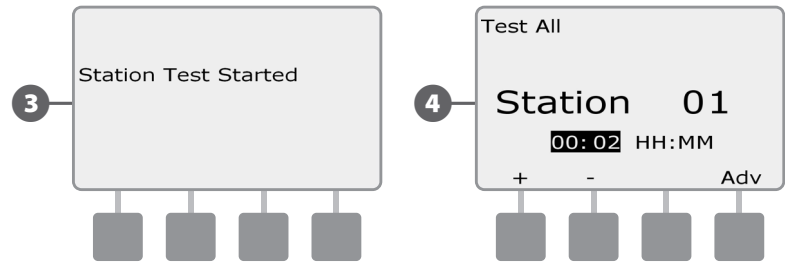 3
Station Test Started
4
Test All
Station 01
00:02 HH:MM
+ - Adv